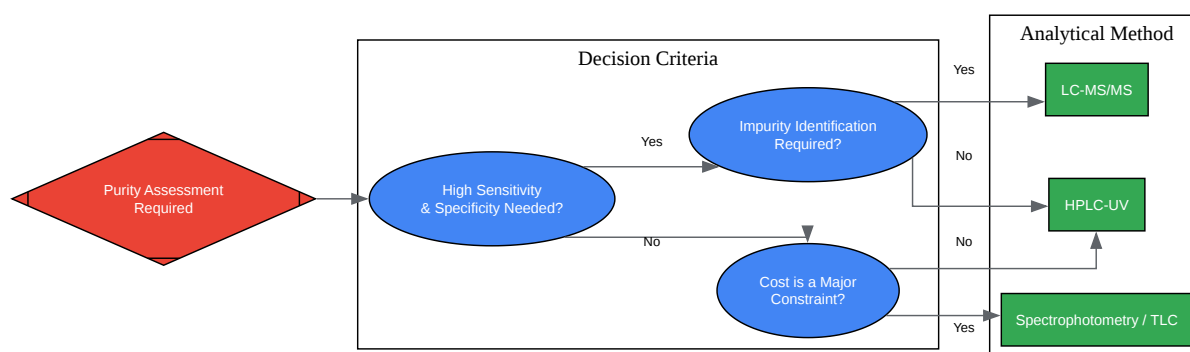 Analytical Method
Decision Criteria
Yes
LC-MS/MS
Impurity Identification
Required?
Yes
No
Purity Assessment
Required
High Sensitivity
& Specificity Needed?
HPLC-UV
No
No
Cost is a Major
Constraint?
Spectrophotometry / TLC
Yes